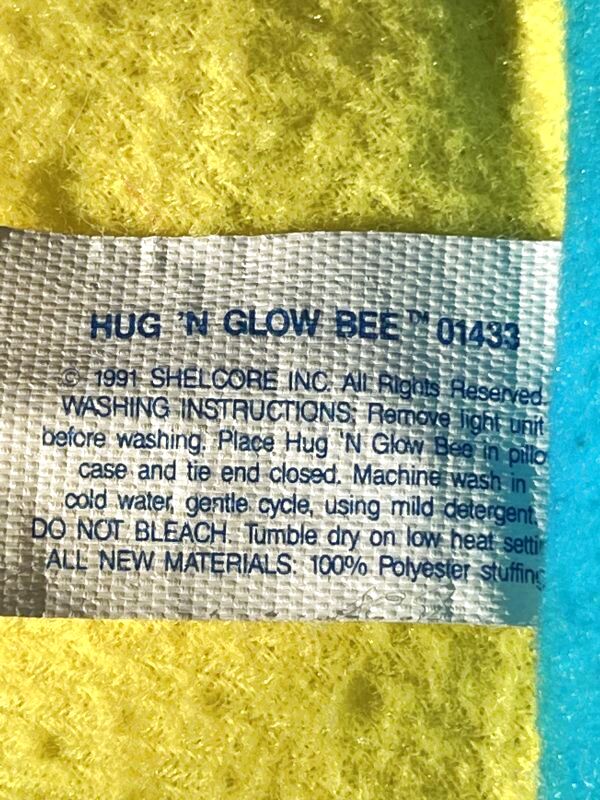 HUG 'N GLOW BEE™ 01433
© 1991 SHELCORE INC. All Rights Reserved.
WASHING INSTRUCTIONS: Remove light unit
before washing. Place Hug 'N Glow Bee in pillo
case and tie end closed. Machine wash in
cold water, gentle cycle, using mild detergent.
DO NOT BLEACH. Tumble dry on low heat settin
ALL NEW MATERIALS: 100% Polyester stuffing